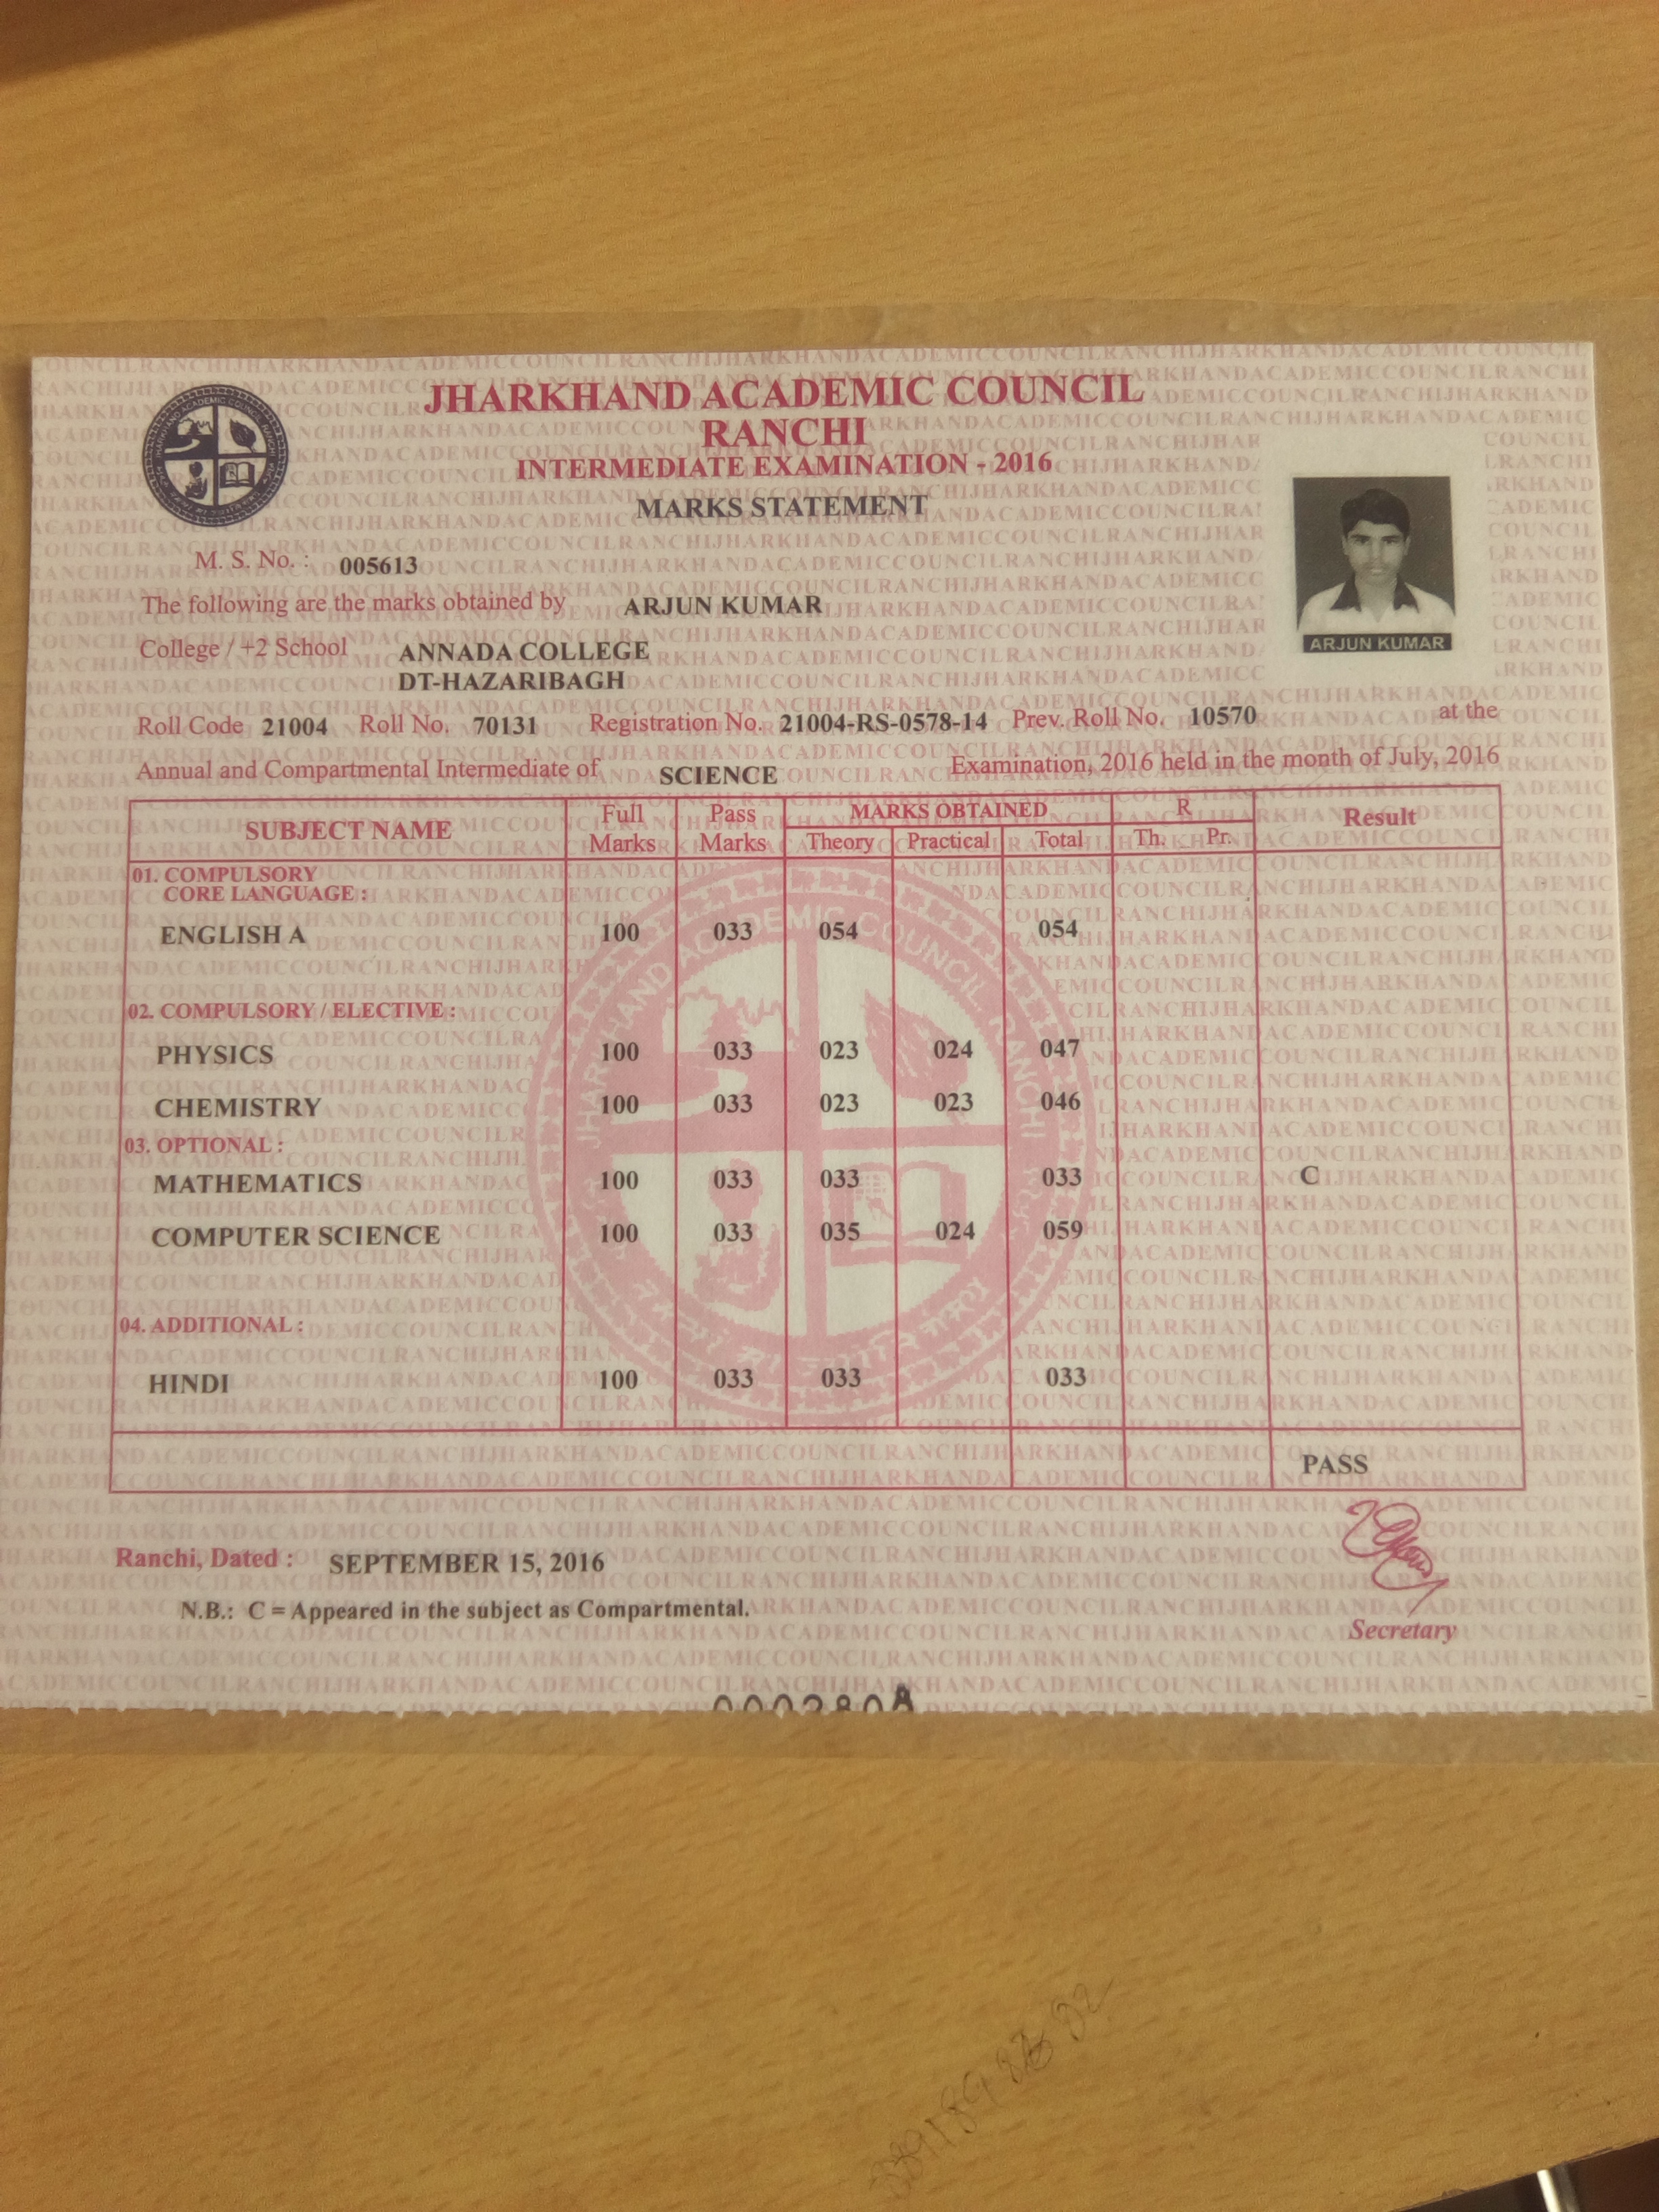 JHARKHAND ACADEMIC COUNCIL
RANCHI
INTERMEDIATE EXAMINATION - 2016
MARKS STATEMENT
M. S. No. : 005613
The following are the marks obtained by ARJUN KUMAR
ARJUN KUMAR
College / +2 School ANNADA COLLEGE
DT-HAZARIBAGH
Roll Code 21004 Roll No. 70131 Registration No. 21004-RS-0578-14 Prev. Roll No. 10570 at the
Annual and Compartmental Intermediate of SCIENCE Examination, 2016 held in the month of July, 2016
SUBJECT NAME Full Marks Pass Marks MARKS OBTAINED R Result
Theory Practical Total Th. Pr.
01. COMPULSORY
CORE LANGUAGE :
ENGLISH A 100 033 054 054
02. COMPULSORY / ELECTIVE :
PHYSICS 100 033 023 024 047
CHEMISTRY 100 033 023 023 046
03. OPTIONAL :
MATHEMATICS 100 033 033 033 C
COMPUTER SCIENCE 100 033 035 024 059
04. ADDITIONAL :
HINDI 100 033 033 033
PASS
Ranchi, Dated : SEPTEMBER 15, 2016
N.B.: C = Appeared in the subject as Compartmental.
Secretary